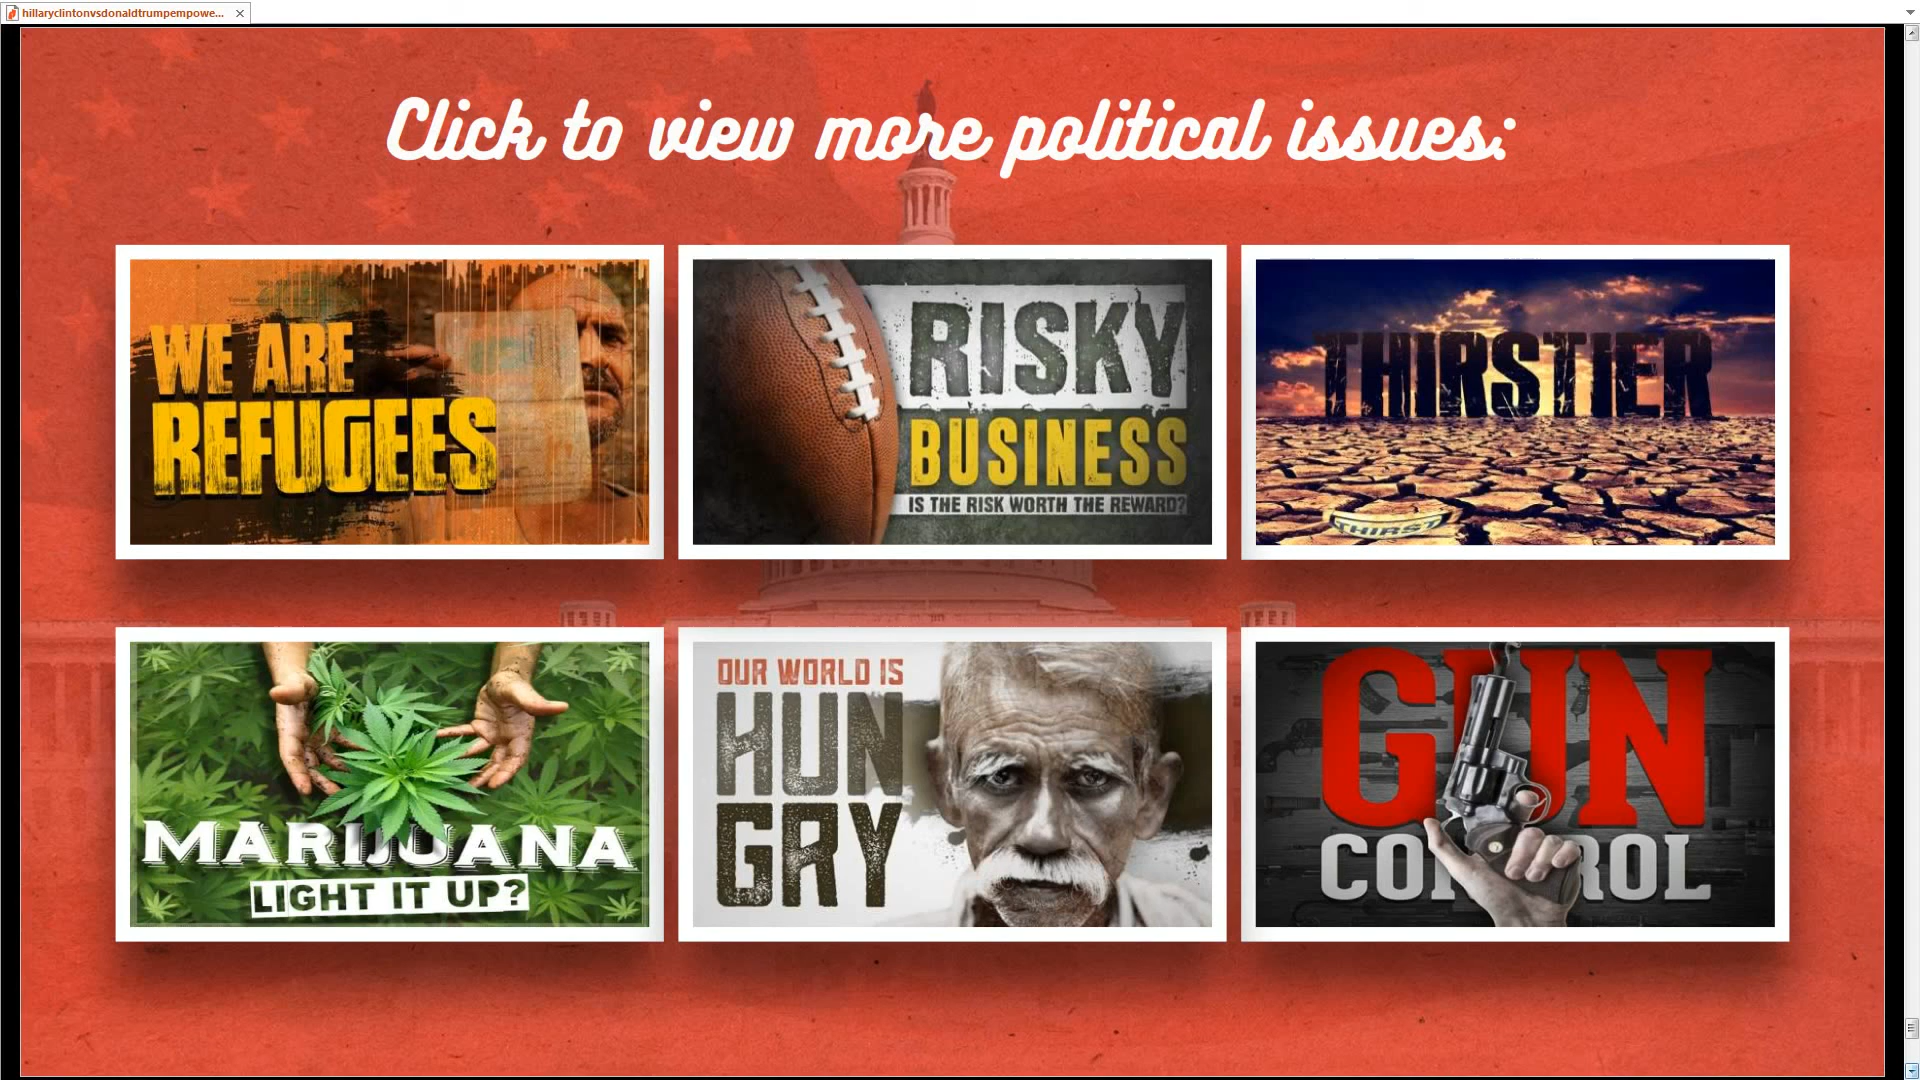 hillaryclintonvsdonaldtrumpempowe...
Click to view more political issues:
WE ARE
REFUGEES
RISKY
BUSINESS
IS THE RISK WORTH THE REWARD?
THIRSTIER
THIRST
MARIJUANA
LIGHT IT UP?
OUR WORLD IS
HUN
GRY
GUN
CONTROL